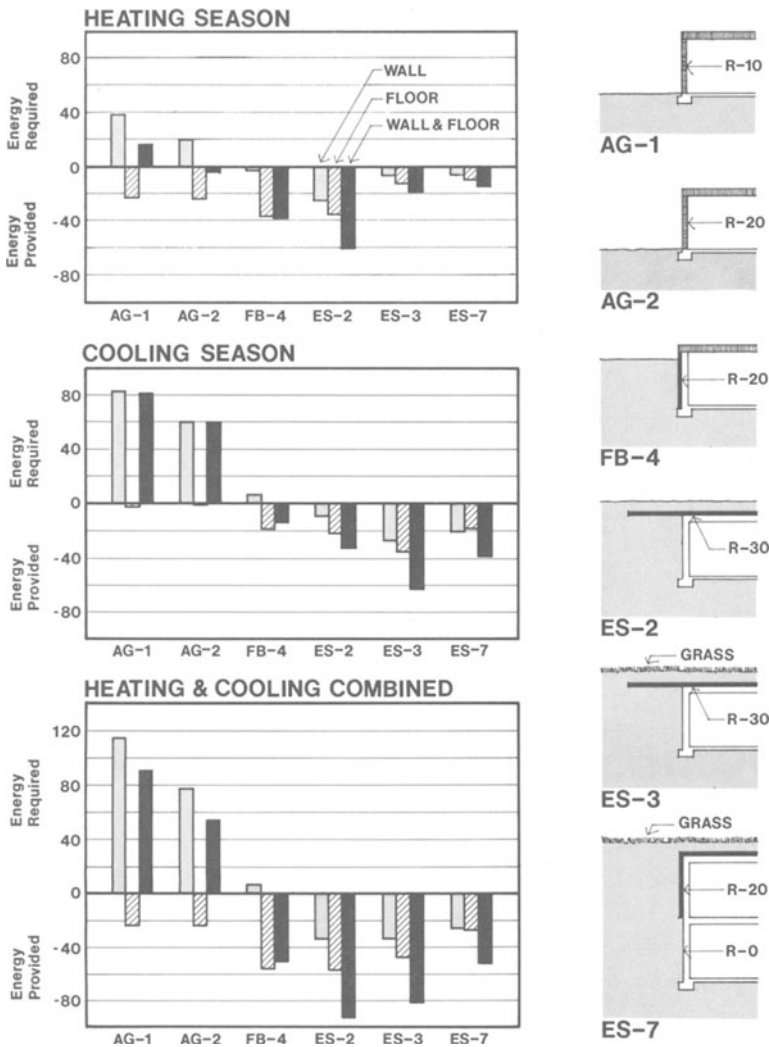 HEATING SEASON
80
40
0
-40
-80
Energy
Required
Energy
Provided
WALL
FLOOR
WALL & FLOOR
AG-1 AG-2 FB-4 ES-2 ES-3 ES-7
COOLING SEASON
80
40
0
-40
-80
Energy
Required
Energy
Provided
AG-1 AG-2 FB-4 ES-2 ES-3 ES-7
HEATING & COOLING COMBINED
120
80
40
0
-40
-80
Energy
Required
Energy
Provided
AG-1 AG-2 FB-4 ES-2 ES-3 ES-7
R-10
AG-1
R-20
AG-2
R-20
FB-4
R-30
ES-2
GRASS
R-30
ES-3
GRASS
R-20
R-0
ES-7